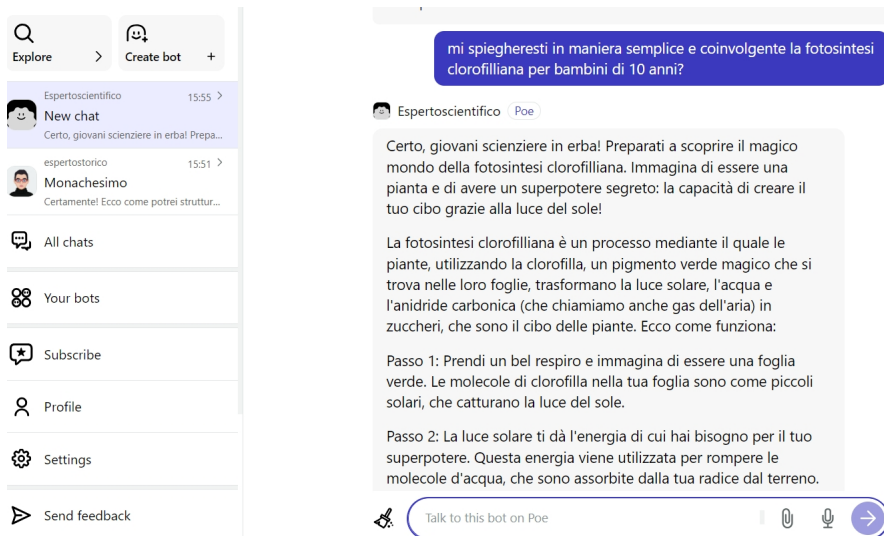 Explore
Create bot
Espertoscientifico 15:55
New chat
Certo, giovani scienziere in erba! Prepa...
espertostorico 15:51
Monachesimo
Certamente! Ecco come potrei struttur...
All chats
Your bots
Subscribe
Profile
Settings
Send feedback
mi spiegheresti in maniera semplice e coinvolgente la fotosintesi
clorofilliana per bambini di 10 anni?
Espertoscientifico Poe
Certo, giovani scienziere in erba! Preparati a scoprire il magico
mondo della fotosintesi clorofilliana. Immagina di essere una
pianta e di avere un superpotere segreto: la capacità di creare il
tuo cibo grazie alla luce del sole!
La fotosintesi clorofilliana è un processo mediante il quale le
piante, utilizzando la clorofilla, un pigmento verde magico che si
trova nelle loro foglie, trasformano la luce solare, l'acqua e
l'anidride carbonica (che chiamiamo anche gas dell'aria) in
zuccheri, che sono il cibo delle piante. Ecco come funziona:
Passo 1: Prendi un bel respiro e immagina di essere una foglia
verde. Le molecole di clorofilla nella tua foglia sono come piccoli
solari, che catturano la luce del sole.
Passo 2: La luce solare ti dà l'energia di cui hai bisogno per il tuo
superpotere. Questa energia viene utilizzata per rompere le
molecole d'acqua, che sono assorbite dalla tua radice dal terreno.
Talk to this bot on Poe